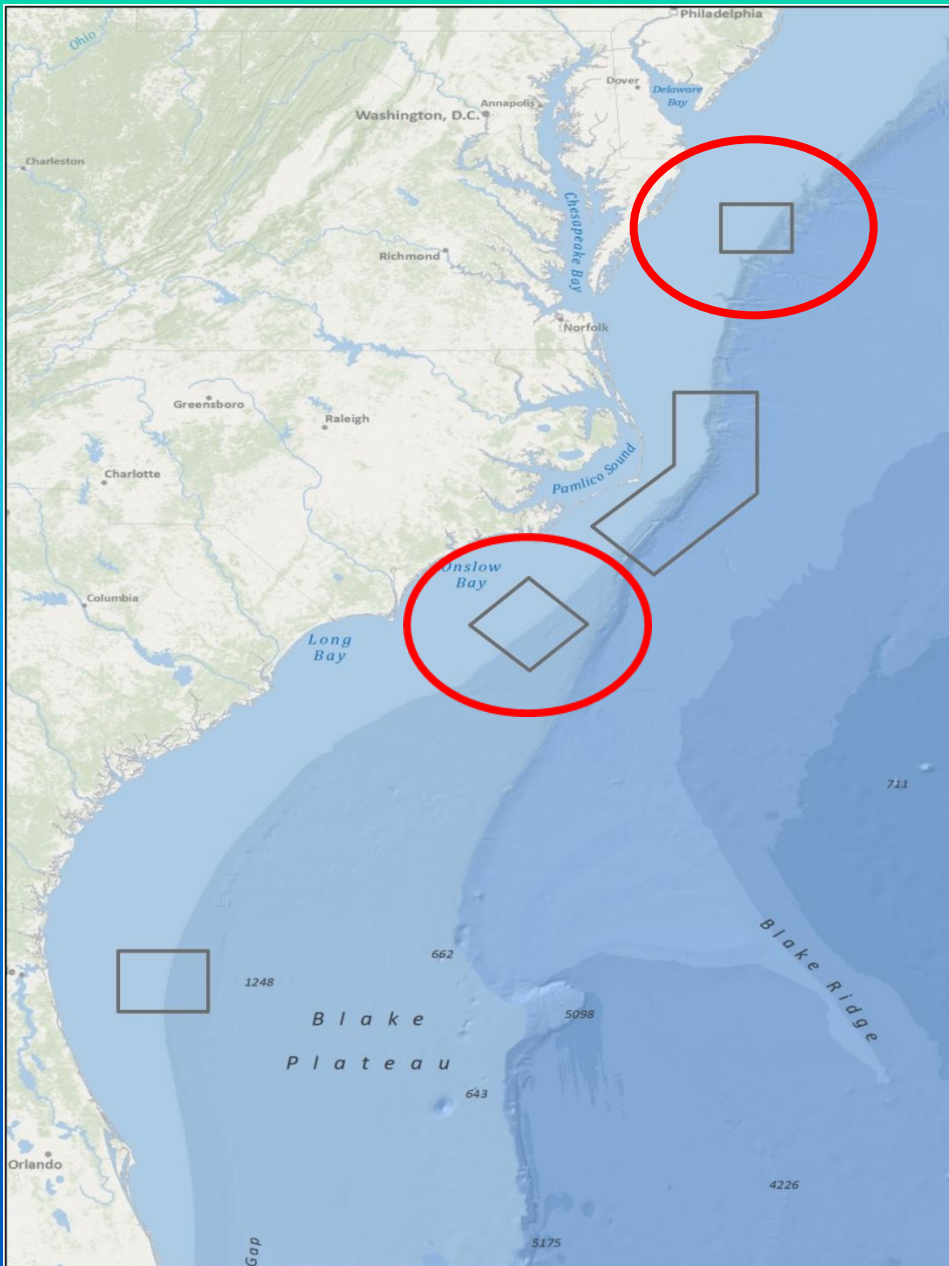 Philadelphia
Ohio
Dover
Delaware
Bay
Annapolis
Washington, D.C.
Charleston
Chesapeake Bay
Richmond
Norfolk
Greensboro
Raleigh
Pamlico Sound
Charlotte
Onslow
Bay
Columbia
Long
Bay
711
Blake Ridge
662
1248
Blake
Plateau
5098
643
Orlando
4226
Gap
5175